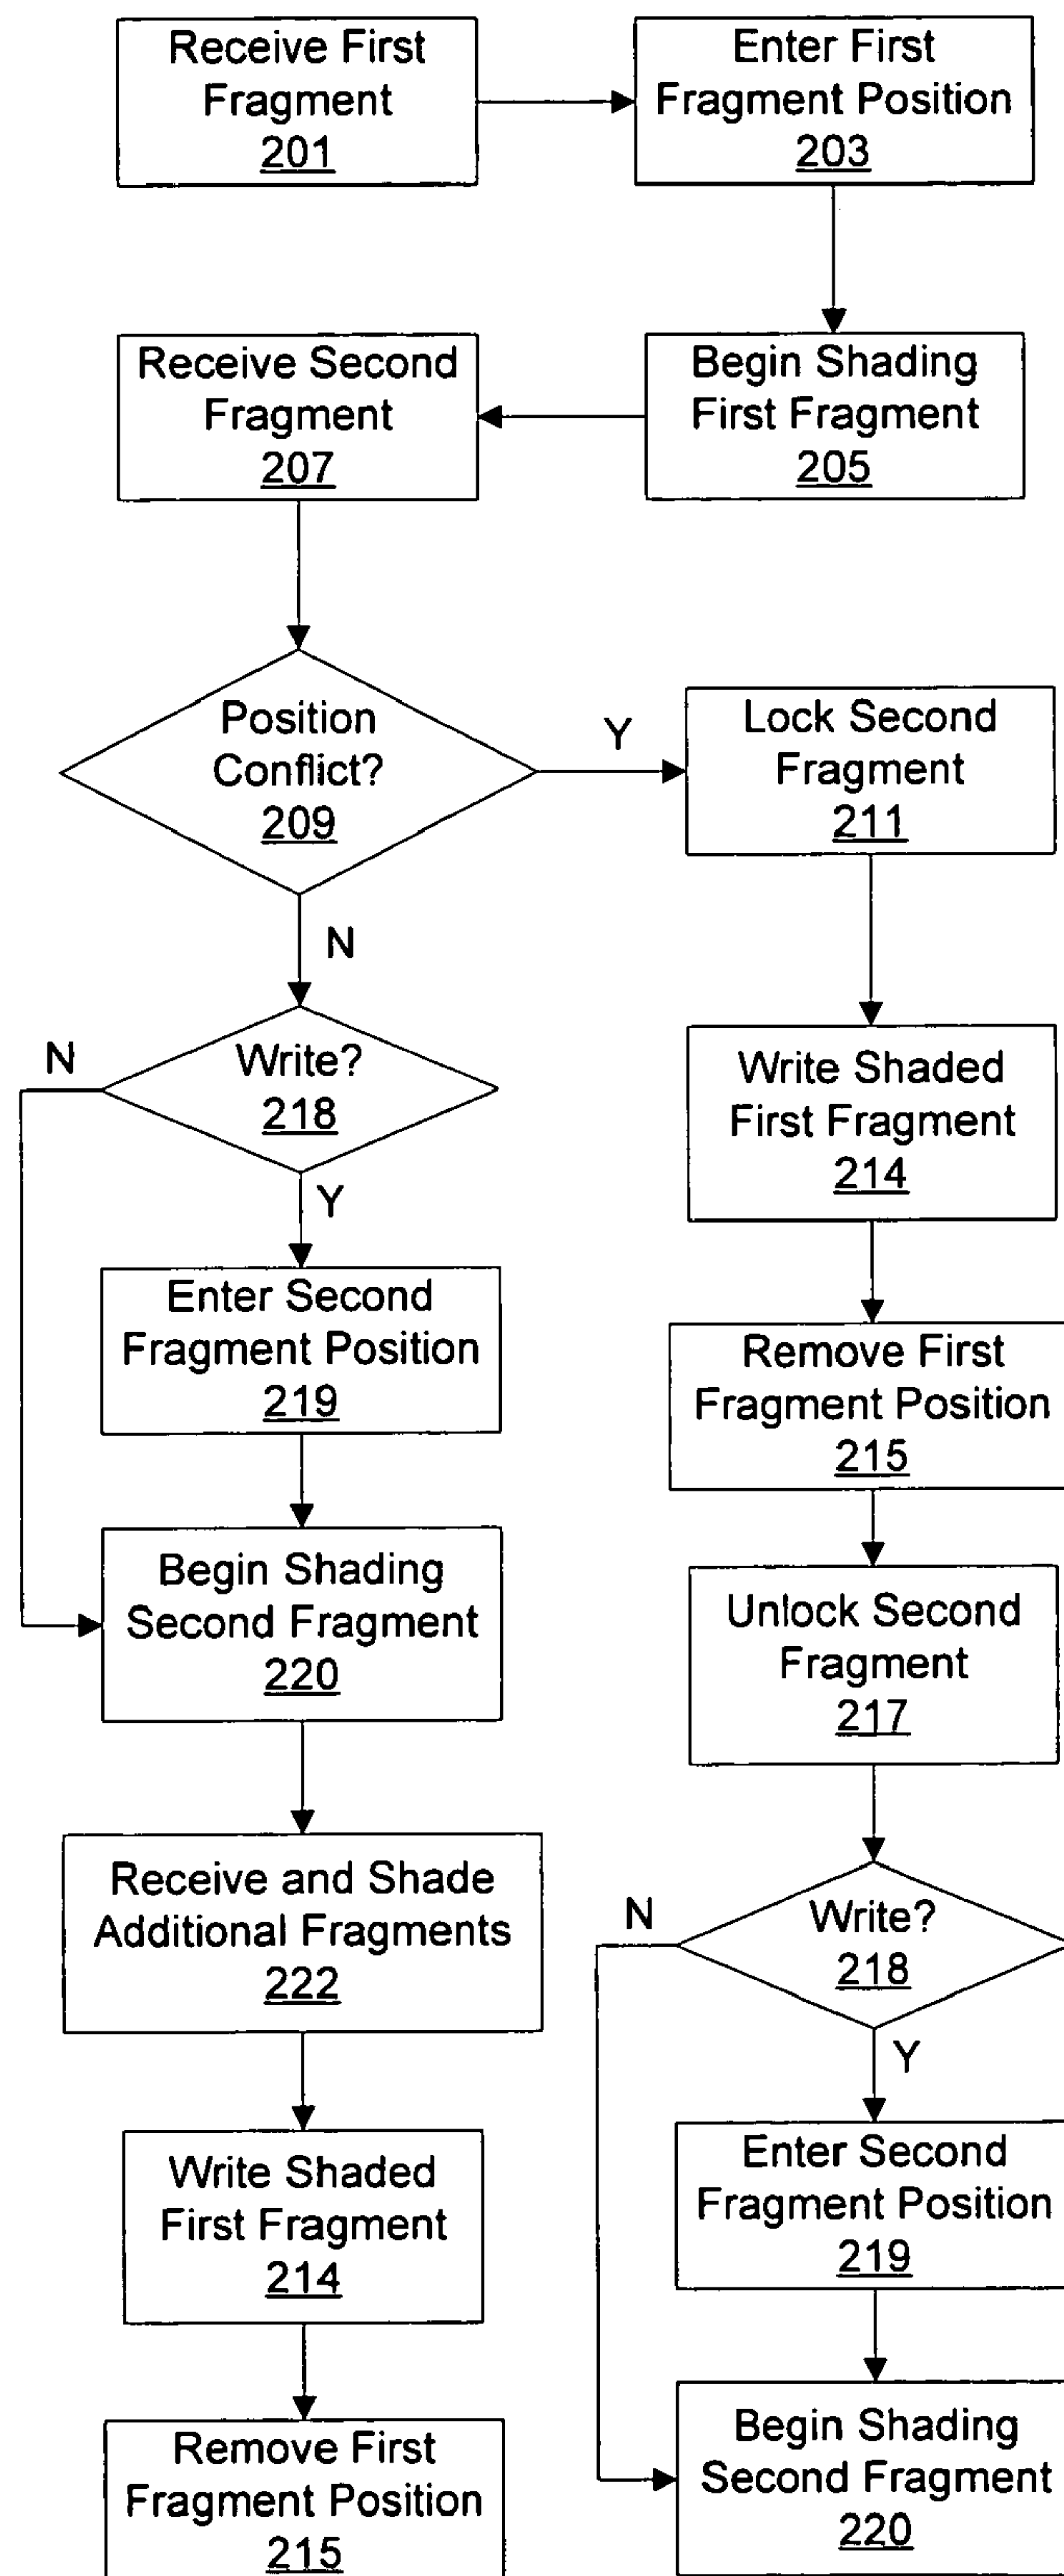 Receive First
Fragment
201
Enter First
Fragment Position
203
Receive Second
Fragment
207
Begin Shading
First Fragment
205
Position
Conflict?
209
Y
Lock Second
Fragment
211
N
N
Write?
218
Y
Write Shaded
First Fragment
214
Enter Second
Fragment Position
219
Remove First
Fragment Position
215
Begin Shading
Second Fragment
220
Unlock Second
Fragment
217
Receive and Shade
Additional Fragments
222
N
Write?
218
Y
Write Shaded
First Fragment
214
Enter Second
Fragment Position
219
Remove First
Fragment Position
215
Begin Shading
Second Fragment
220